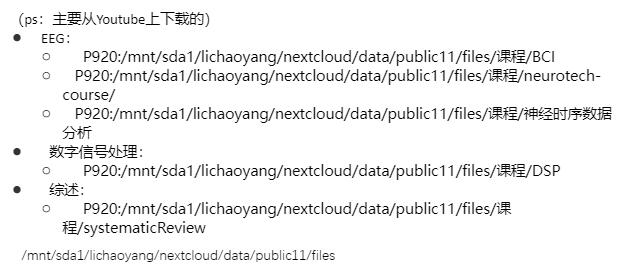 （ps：主要从Youtube上下载的）
● EEG：
○ P920:/mnt/sda1/lichaoyang/nextcloud/data/public11/files/课程/BCI
○ P920:/mnt/sda1/lichaoyang/nextcloud/data/public11/files/课程/neurotech-
course/
○ P920:/mnt/sda1/lichaoyang/nextcloud/data/public11/files/课程/神经时序数据
分析
● 数字信号处理：
○ P920:/mnt/sda1/lichaoyang/nextcloud/data/public11/files/课程/DSP
● 综述：
○ P920:/mnt/sda1/lichaoyang/nextcloud/data/public11/files/课
程/systematicReview
/mnt/sda1/lichaoyang/nextcloud/data/public11/files